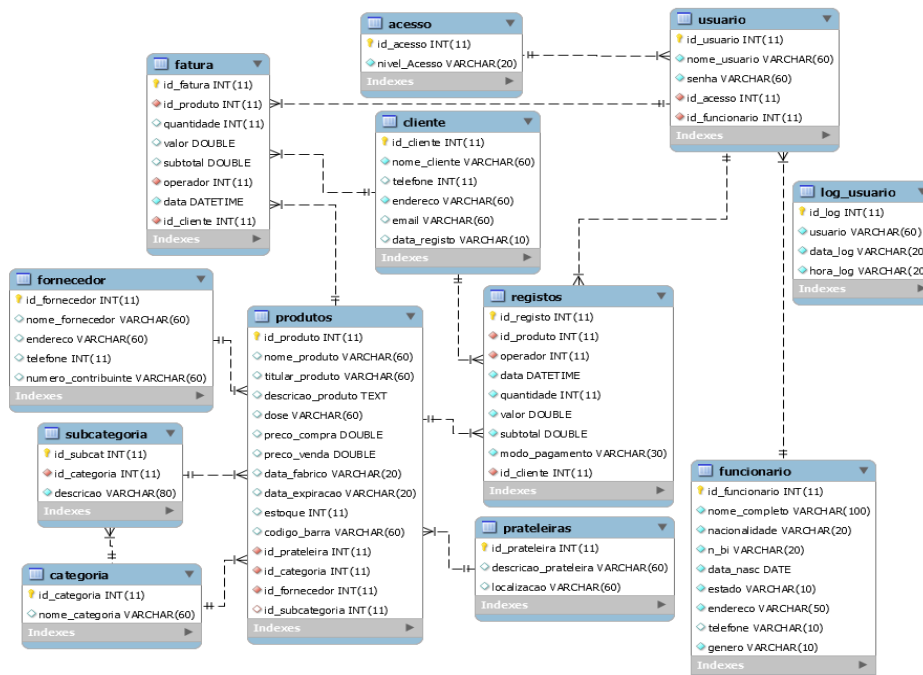 acesso
id_acesso INT(11)
nivel_Acesso VARCHAR(20)
Indexes
usuario
id_usuario INT(11)
nome_usuario VARCHAR(60)
senha VARCHAR(60)
id_acesso INT(11)
id_funcionario INT(11)
Indexes
fatura
id_fatura INT(11)
id_produto INT(11)
quantidade INT(11)
valor DOUBLE
subtotal DOUBLE
operador INT(11)
data DATETIME
id_cliente INT(11)
Indexes
cliente
id_cliente INT(11)
nome_cliente VARCHAR(60)
telefone INT(11)
endereco VARCHAR(60)
email VARCHAR(60)
data_registo VARCHAR(10)
Indexes
log_usuario
id_log INT(11)
usuario VARCHAR(60)
data_log VARCHAR(20
hora_log VARCHAR(20
Indexes
fornecedor
id_fornecedor INT(11)
nome_fornecedor VARCHAR(60)
endereco VARCHAR(60)
telefone INT(11)
numero_contribuinte VARCHAR(60)
Indexes
produtos
id_produto INT(11)
nome_produto VARCHAR(60)
titular_produto VARCHAR(60)
descricao_produto TEXT
dose VARCHAR(60)
preco_compra DOUBLE
preco_venda DOUBLE
data_fabrico VARCHAR(20)
data_expiracao VARCHAR(20)
estoque INT(11)
codigo_barra VARCHAR(60)
id_prateleira INT(11)
id_categoria INT(11)
id_fornecedor INT(11)
id_subcategoria INT(11)
Indexes
registos
id_registo INT(11)
id_produto INT(11)
operador INT(11)
data DATETIME
quantidade INT(11)
valor DOUBLE
subtotal DOUBLE
modo_pagamento VARCHAR(30)
id_cliente INT(11)
Indexes
subcategoria
id_subcat INT(11)
id_categoria INT(11)
descricao VARCHAR(80)
Indexes
categoria
id_categoria INT(11)
nome_categoria VARCHAR(60)
Indexes
prateleiras
id_prateleira INT(11)
descricao_prateleira VARCHAR(60)
localizacao VARCHAR(60)
Indexes
funcionario
id_funcionario INT(11)
nome_completo VARCHAR(100)
nacionalidade VARCHAR(20)
n_bi VARCHAR(20)
data_nasc DATE
estado VARCHAR(10)
endereco VARCHAR(50)
telefone VARCHAR(10)
genero VARCHAR(10)
Indexes